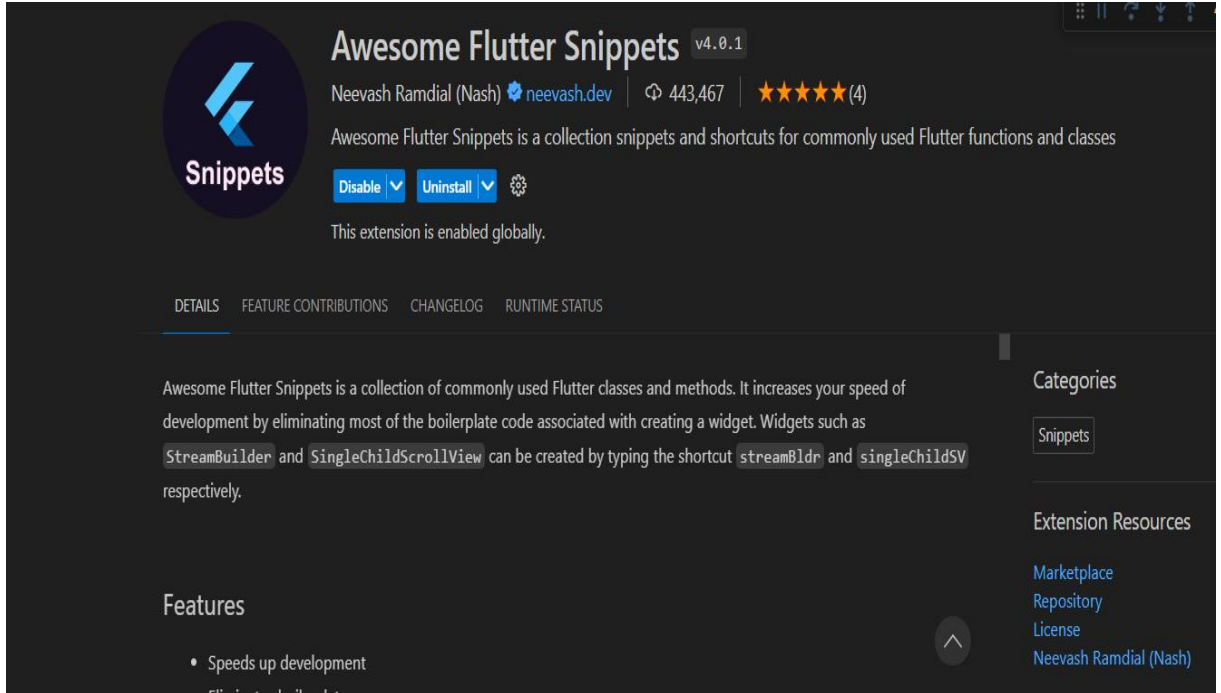 Awesome Flutter Snippets v4.0.1
Neevash Ramdial (Nash) neevash.dev 443,467 (4)
Awesome Flutter Snippets is a collection snippets and shortcuts for commonly used Flutter functions and classes
Snippets
Disable Uninstall
This extension is enabled globally.
DETAILS FEATURE CONTRIBUTIONS CHANGELOG RUNTIME STATUS
Awesome Flutter Snippets is a collection of commonly used Flutter classes and methods. It increases your speed of
development by eliminating most of the boilerplate code associated with creating a widget. Widgets such as
StreamBuilder and SingleChildScrollView can be created by typing the shortcut streamBldr and singleChildSV
respectively.
Features
• Speeds up development
Categories
Snippets
Extension Resources
Marketplace
Repository
License
Neevash Ramdial (Nash)